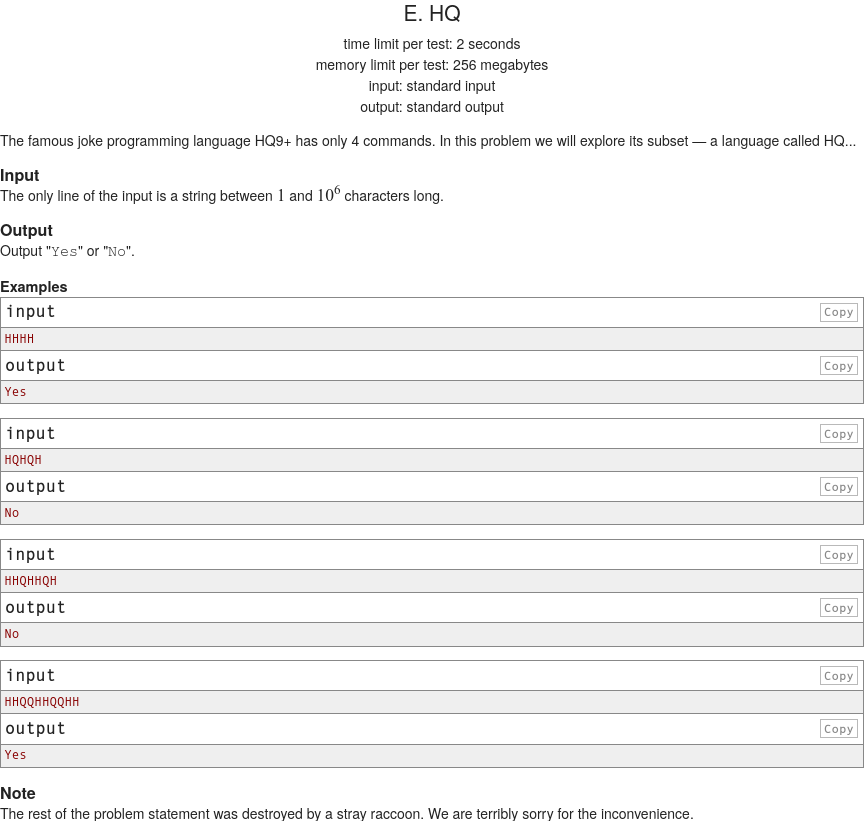 E. HQ
time limit per test: 2 seconds
memory limit per test: 256 megabytes
input: standard input
output: standard output
The famous joke programming language HQ9+ has only 4 commands. In this problem we will explore its subset — a language called HQ...
Input
The only line of the input is a string between 1 and 10^6 characters long.
Output
Output "Yes" or "No".
Examples
input Copy
HHHH
output Copy
Yes
input Copy
HQHQH
output Copy
No
input Copy
HHQHHQH
output Copy
No
input Copy
HHQQHHQQHH
output Copy
Yes
Note
The rest of the problem statement was destroyed by a stray raccoon. We are terribly sorry for the inconvenience.